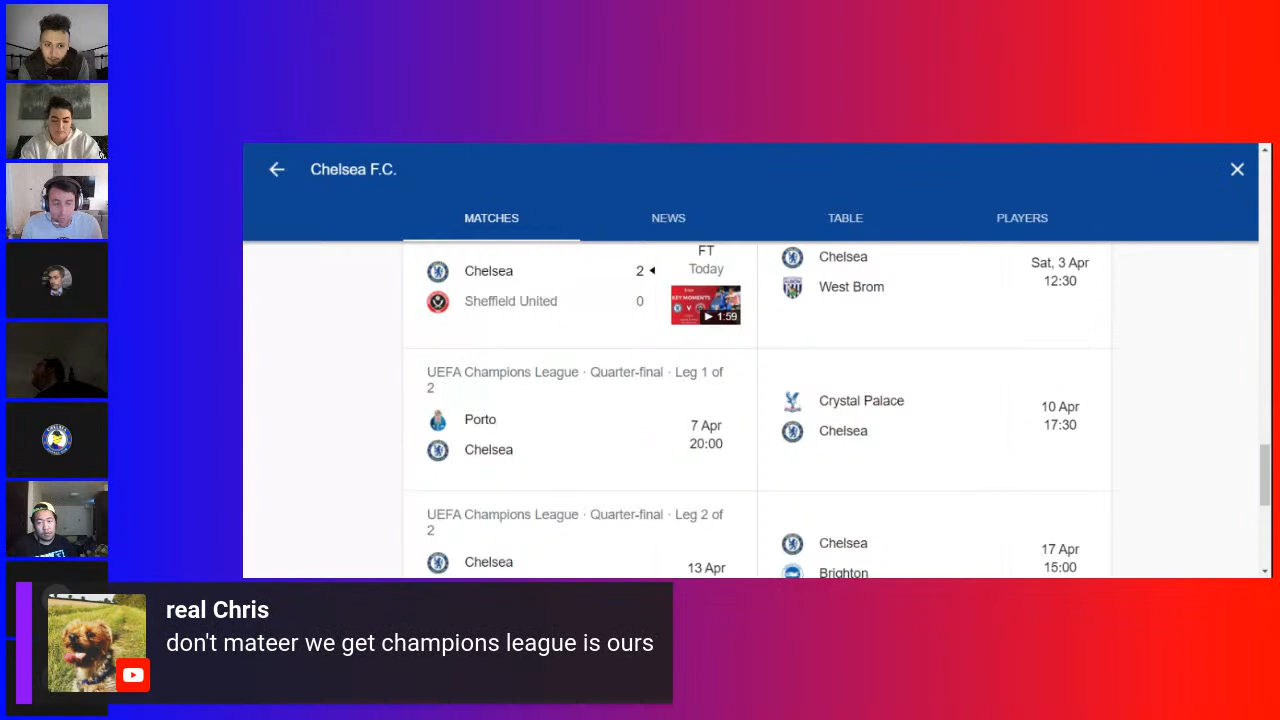 Chelsea F.C.
MATCHES
NEWS
TABLE
PLAYERS
Chelsea 2
Sheffield United 0
FT
Today
KEY MOMENTS
1:59
Chelsea
West Brom
Sat, 3 Apr
12:30
UEFA Champions League · Quarter-final · Leg 1 of
2
Porto
Chelsea
7 Apr
20:00
Crystal Palace
Chelsea
10 Apr
17:30
UEFA Champions League · Quarter-final · Leg 2 of
2
Chelsea
13 Apr
Chelsea
Brighton
17 Apr
15:00
real Chris
don't mateer we get champions league is ours